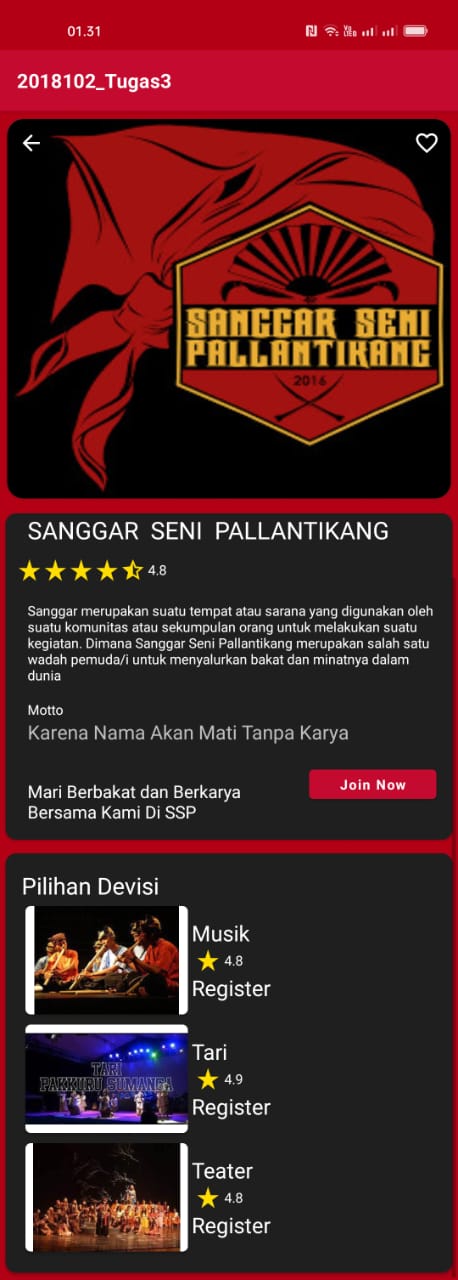 01.31
2018102_Tugas3
SANGGAR SENI
PALLANTIKANG
2016
SANGGAR SENI PALLANTIKANG
4.8
Sanggar merupakan suatu tempat atau sarana yang digunakan oleh
suatu komunitas atau sekumpulan orang untuk melakukan suatu
kegiatan. Dimana Sanggar Seni Pallantikang merupakan salah satu
wadah pemuda/i untuk menyalurkan bakat dan minatnya dalam
dunia
Motto
Karena Nama Akan Mati Tanpa Karya
Mari Berbakat dan Berkarya
Bersama Kami Di SSP
Join Now
Pilihan Devisi
Musik
4.8
Register
TARI
PAKKURU SUMANGA
Tari
4.9
Register
Teater
4.8
Register